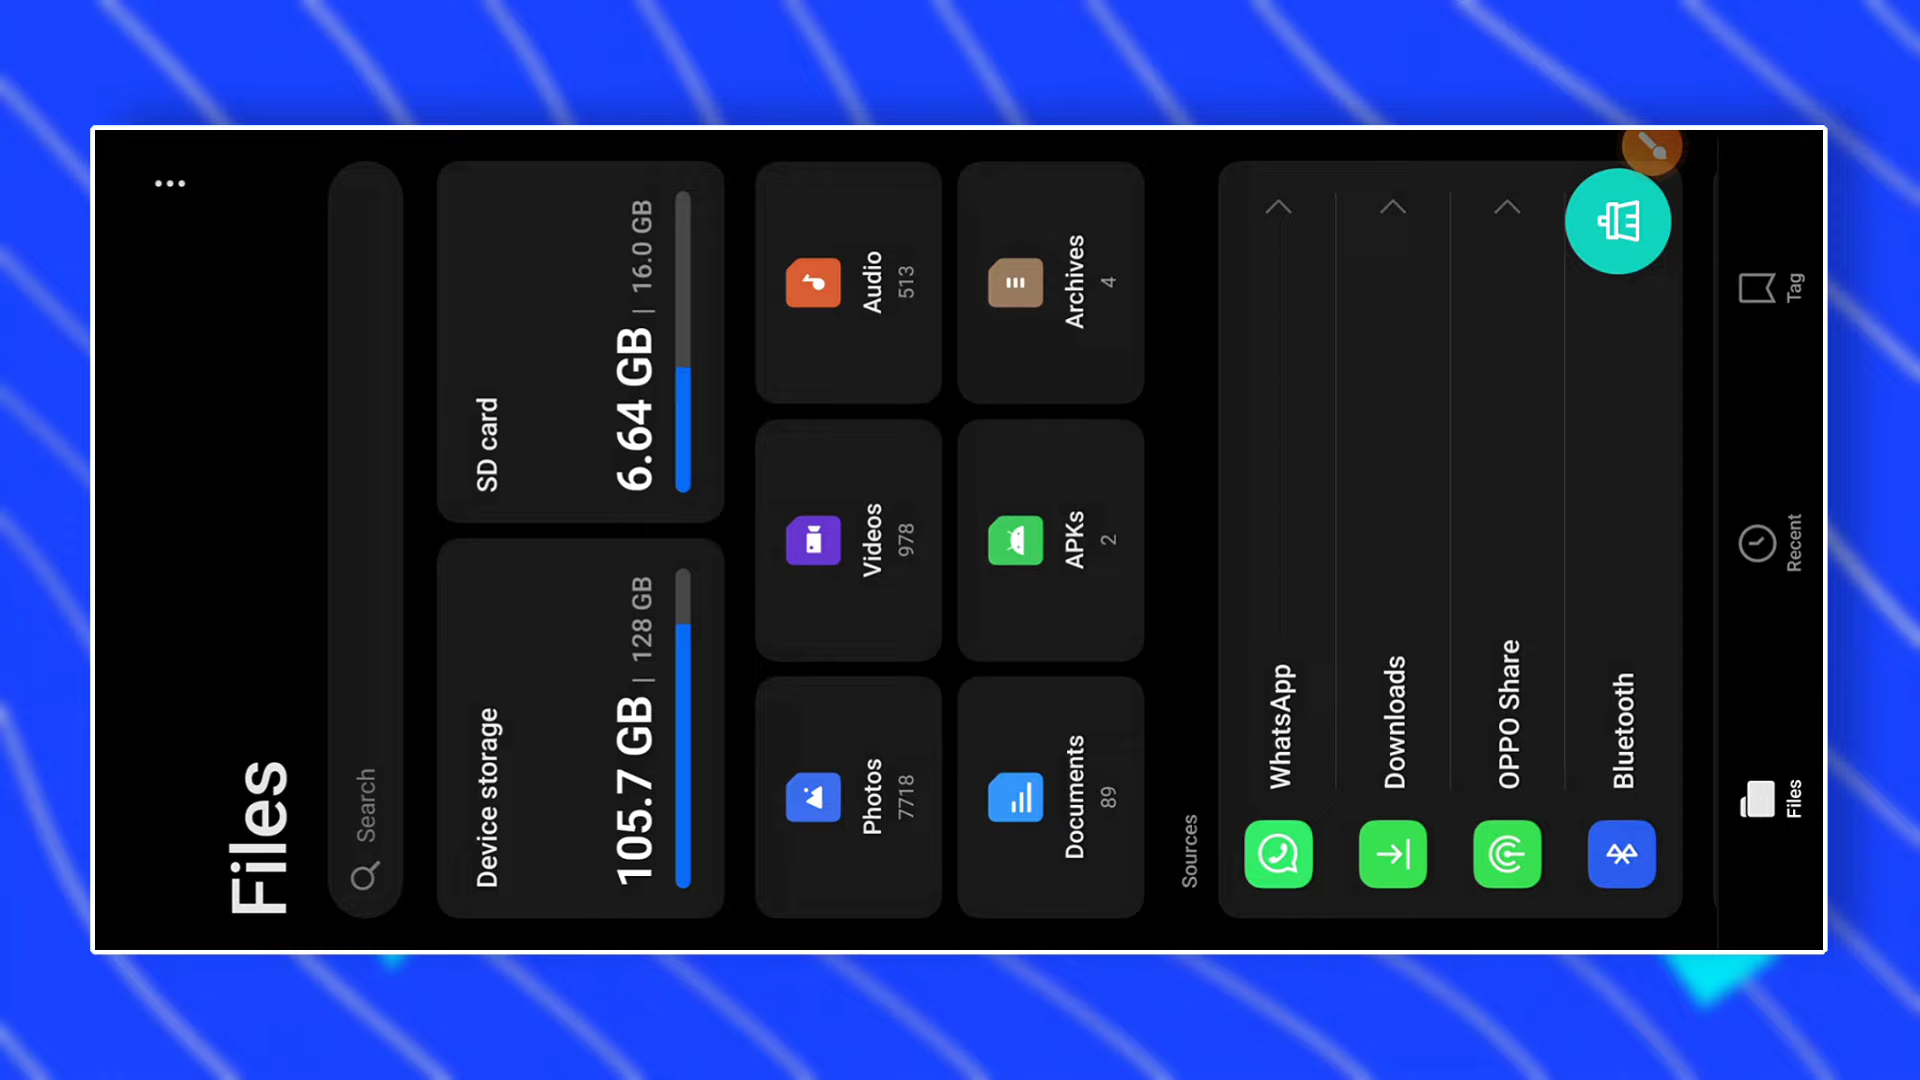 Files
Search
Device storage
105.7 GB | 128 GB
SD card
6.64 GB | 16.0 GB
Photos
7718
Videos
978
Audio
513
Documents
89
APKs
2
Archives
4
Sources
WhatsApp
Downloads
OPPO Share
Bluetooth
Files
Recent
Tag